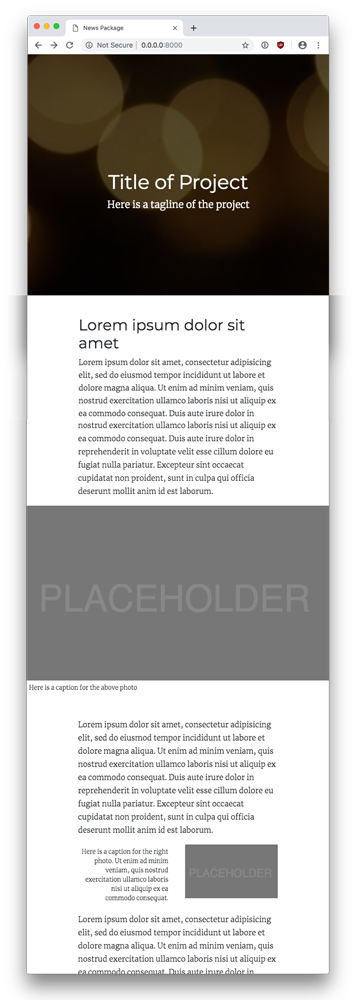 News Package
Not Secure | 0.0.0.0:8000
Title of Project
Here is a tagline of the project
Lorem ipsum dolor sit
amet
Lorem ipsum dolor sit amet, consectetur adipisicing
elit, sed do eiusmod tempor incididunt ut labore et
dolore magna aliqua. Ut enim ad minim veniam, quis
nostrud exercitation ullamco laboris nisi ut aliquip ex
ea commodo consequat. Duis aute irure dolor in
nostrud exercitation ullamco laboris nisi ut aliquip ex
ea commodo consequat. Duis aute irure dolor in
reprehenderit in voluptate velit esse cillum dolore eu
fugiat nulla pariatur. Excepteur sint occaecat
cupidatat non proident, sunt in culpa qui officia
deserunt mollit anim id est laborum.
PLACEHOLDER
Here is a caption for the above photo
Lorem ipsum dolor sit amet, consectetur adipisicing
elit, sed do eiusmod tempor incididunt ut labore et
dolore magna aliqua. Ut enim ad minim veniam, quis
nostrud exercitation ullamco laboris nisi ut aliquip ex
ea commodo consequat. Duis aute irure dolor in
reprehenderit in voluptate velit esse cillum dolore eu
fugiat nulla pariatur. Excepteur sint occaecat
cupidatat non proident, sunt in culpa qui officia
deserunt mollit anim id est laborum.
Here is a caption for the right
photo. Ut enim ad minim
veniam, quis nostrud
exercitation ullamco laboris
nisi ut aliquip ex ea
commodo consequat.
PLACEHOLDER
Lorem ipsum dolor sit amet, consectetur adipisicing
elit, sed do eiusmod tempor incididunt ut labore et
dolore magna aliqua. Ut enim ad minim veniam, quis
nostrud exercitation ullamco laboris nisi ut aliquip ex